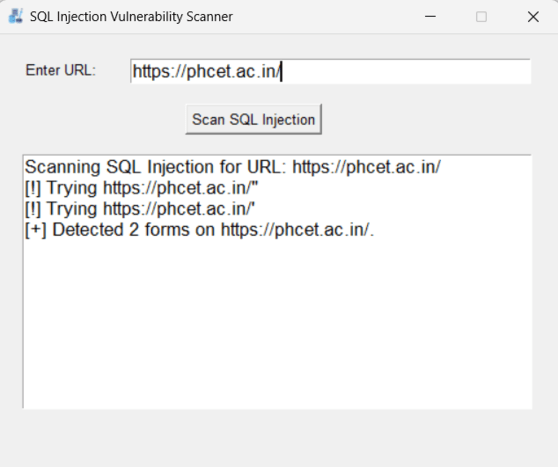 SQL Injection Vulnerability Scanner
Enter URL: https://phcet.ac.in/
Scan SQL Injection
Scanning SQL Injection for URL: https://phcet.ac.in/
[!] Trying https://phcet.ac.in/"
[!] Trying https://phcet.ac.in/'
[+] Detected 2 forms on https://phcet.ac.in/.